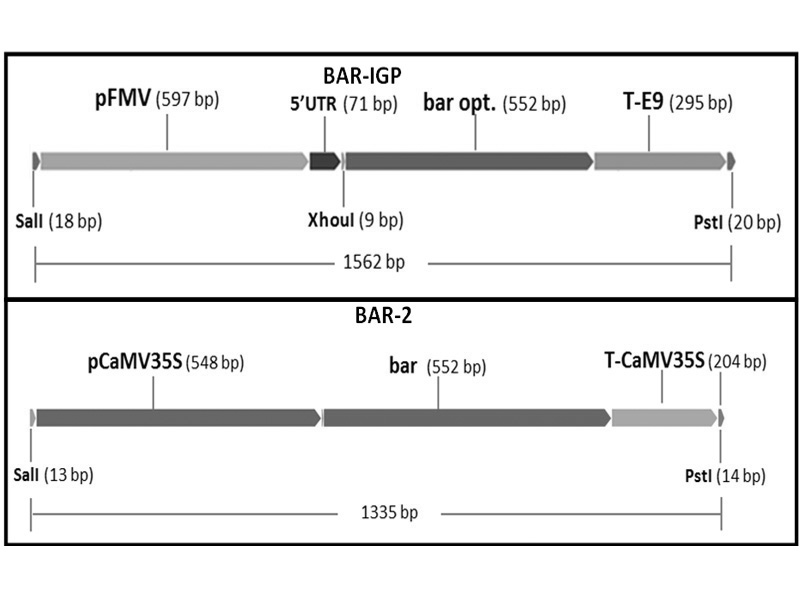 BAR-IGP
pFMV (597 bp)
5’UTR (71 bp)
bar opt. (552 bp)
T-E9 (295 bp)
SalI (18 bp)
XhouI (9 bp)
PstI (20 bp)
1562 bp
BAR-2
pCaMV35S (548 bp)
bar (552 bp)
T-CaMV35S (204 bp)
SalI (13 bp)
PstI (14 bp)
1335 bp